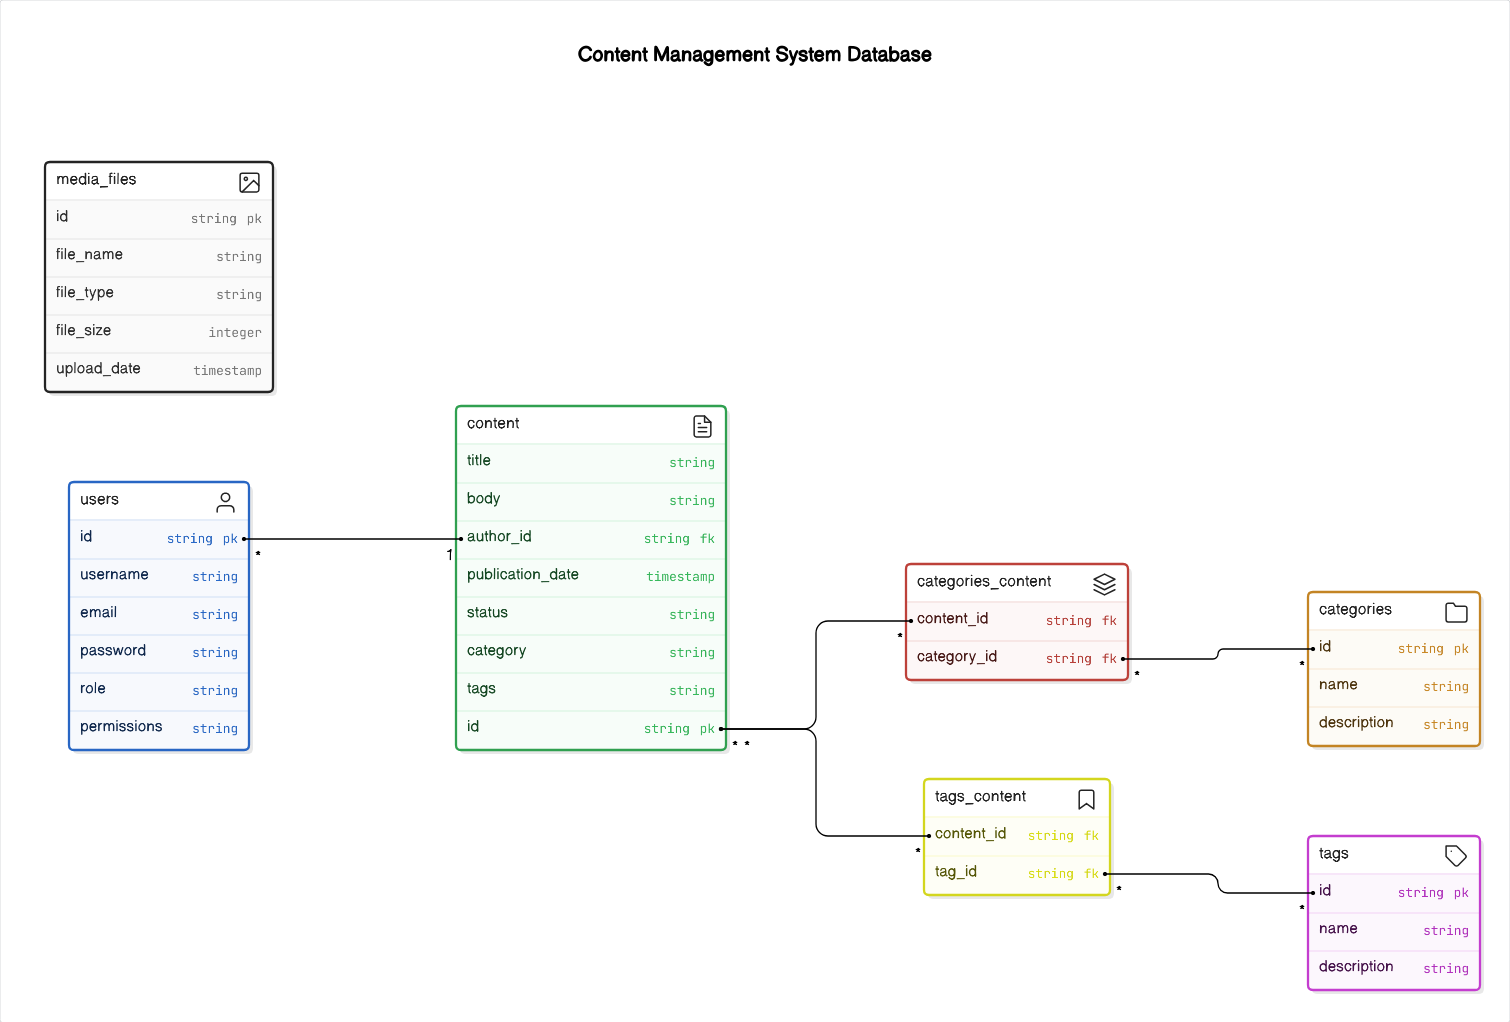 Content Management System Database
media_files
id string pk
file_name string
file_type string
file_size integer
upload_date timestamp
users
id string pk
username string
email string
password string
role string
permissions string
*
1
content
title string
body string
author_id string fk
publication_date timestamp
status string
category string
tags string
id string pk
* *
categories_content
content_id string fk
category_id string fk
*
*
tags_content
content_id string fk
tag_id string fk
*
*
categories
id string pk
name string
description string
*
tags
id string pk
name string
description string
*